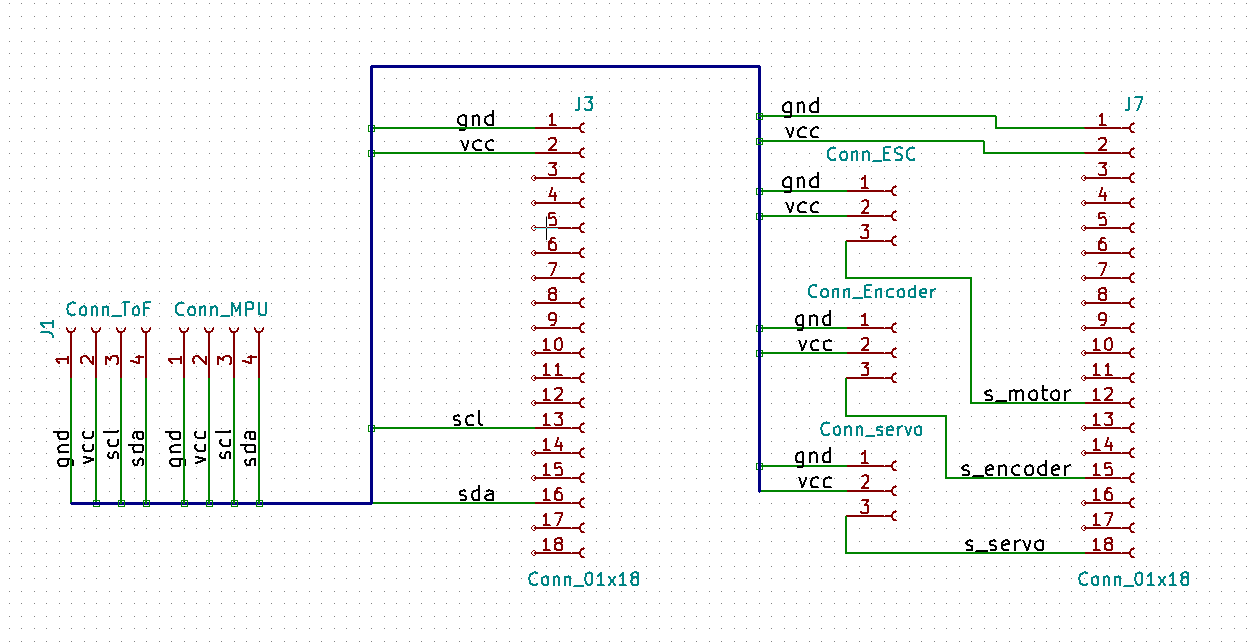 J3
gnd 1
vcc 2
3
4
5
6
7
8
9
10
11
12
scl 13
14
15
sda 16
17
18
Conn_01x18
J7
gnd 1
vcc 2
3
4
5
6
7
8
9
10
11
s_motor 12
13
14
s_encoder 15
16
17
s_servo 18
Conn_01x18
Conn_ESC
gnd 1
vcc 2
3
Conn_Encoder
gnd 1
vcc 2
3
Conn_servo
gnd 1
vcc 2
3
J1
Conn_ToF Conn_MPU
1 2 3 4 1 2 3 4
gnd vcc scl sda gnd vcc scl sda